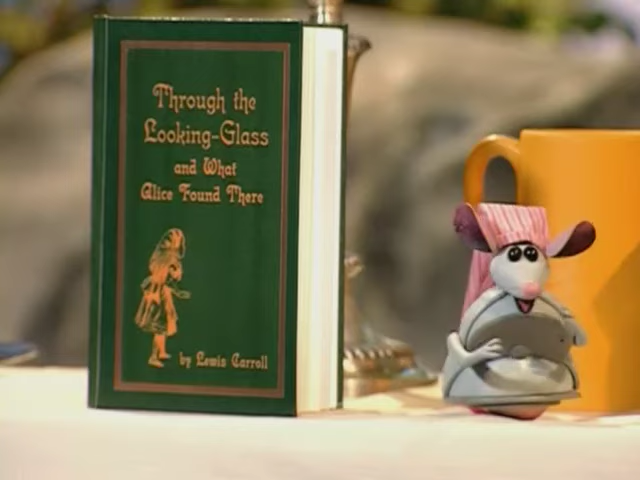 Through the
Looking-Glass
and What
Alice Found There
by Lewis Carroll